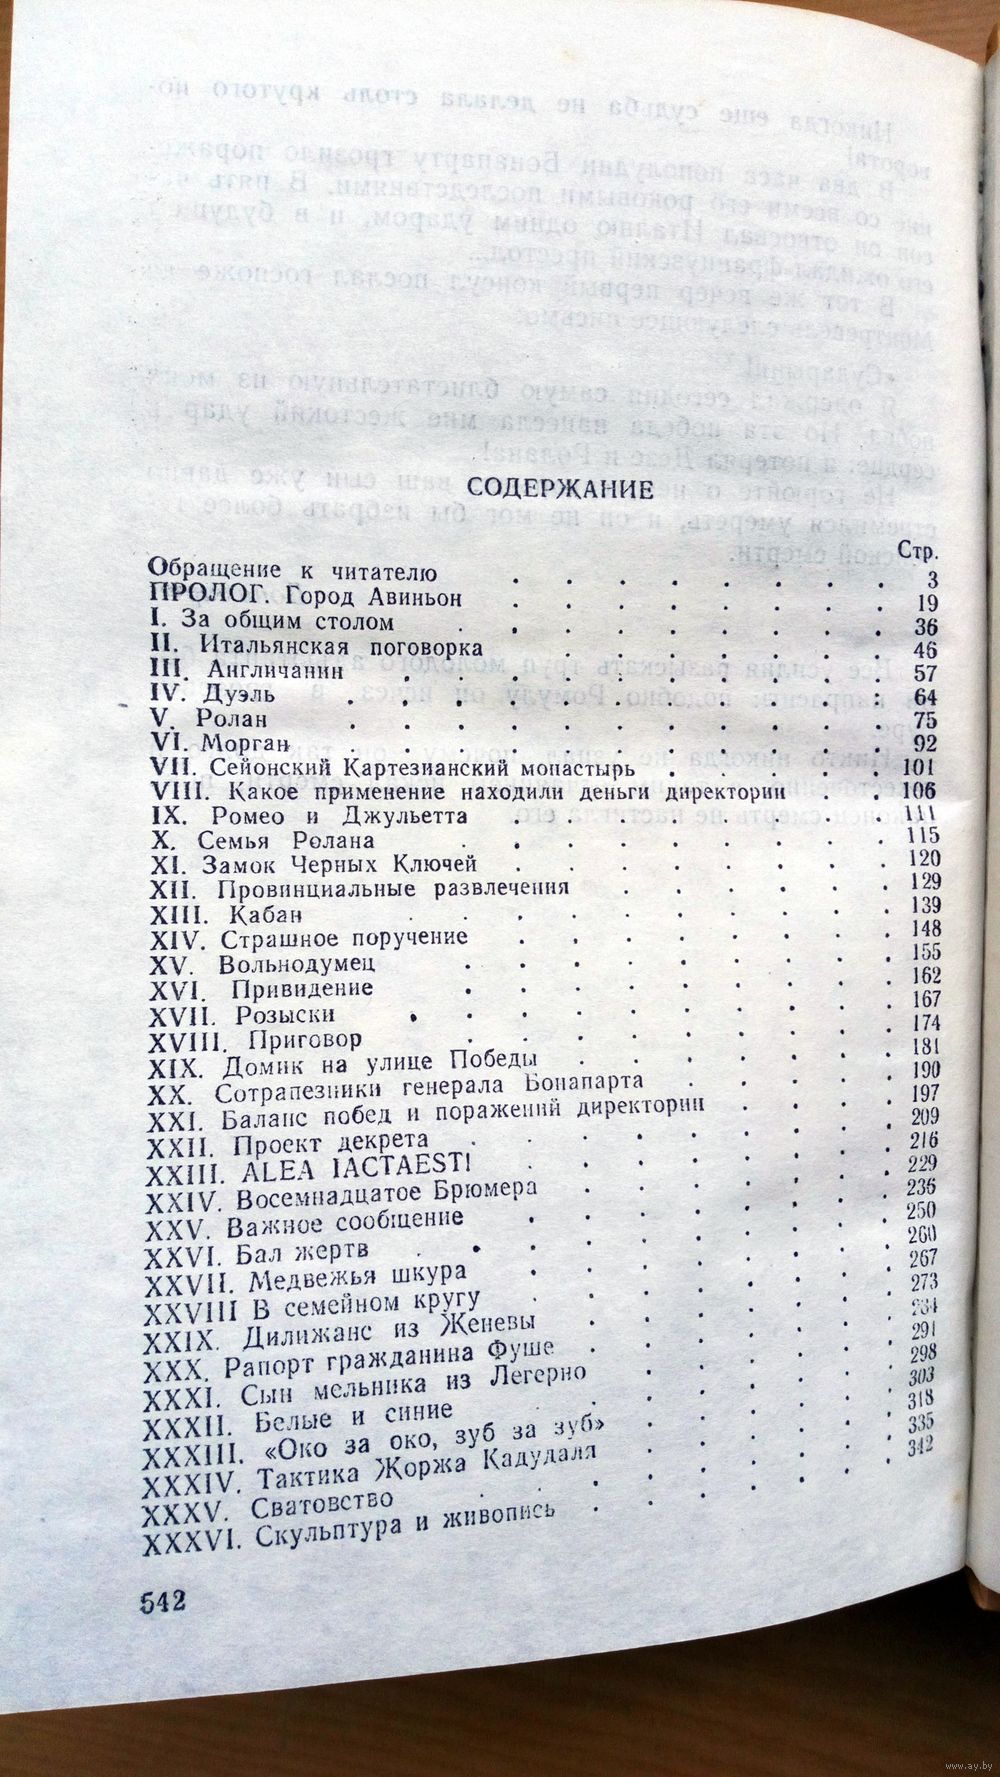 СОДЕРЖАНИЕ
Стр.
Обращение к читателю . . . . . . . . 3
ПРОЛОГ. Город Авиньон . . . . . . . . 19
I. За общим столом . . . . . . . . . 36
II. Итальянская поговорка . . . . . . . 46
III. Англичанин . . . . . . . . . . 57
IV. Дуэль . . . . . . . . . . . 64
V. Ролан . . . . . . . . . . . 75
VI. Морган . . . . . . . . . . . 92
VII. Сейонский Картезианский монастырь . . . . . 101
VIII. Какое применение находили деньги директории . . 106
IX. Ромео и Джульетта . . . . . . . . 111
X. Семья Ролана . . . . . . . . . 115
XI. Замок Черных Ключей . . . . . . . . 120
XII. Провинциальные развлечения . . . . . . 129
XIII. Кабан . . . . . . . . . . 139
XIV. Страшное поручение . . . . . . . . 148
XV. Вольнодумец . . . . . . . . . 155
XVI. Привидение . . . . . . . . . 162
XVII. Розыски . . . . . . . . . . 167
XVIII. Приговор . . . . . . . . . 174
XIX. Домик на улице Победы . . . . . . . 181
XX. Сотрапезники генерала Бонапарта . . . . . 190
XXI. Баланс побед и поражений директории . . . . 197
XXII. Проект декрета . . . . . . . . . 209
XXIII. ALEA IACTAEST! . . . . . . . . 216
XXIV. Восемнадцатое Брюмера . . . . . . . 229
XXV. Важное сообщение . . . . . . . . 236
XXVI. Бал жертв . . . . . . . . . . 250
XXVII. Медвежья шкура . . . . . . . . 260
XXVIII В семейном кругу . . . . . . . . 267
XXIX. Дилижанс из Женевы . . . . . . . 273
XXX. Рапорт гражданина Фуше . . . . . . . 284
XXXI. Сын мельника из Легерно . . . . . . 291
XXXII. Белые и синие . . . . . . . . 298
XXXIII. «Око за око, зуб за зуб» . . . . . . 303
XXXIV. Тактика Жоржа Кадудаля . . . . . . 318
XXXV. Сватовство . . . . . . . . . 335
XXXVI. Скульптура и живопись . . . . . . . 342
542
www.ay.by